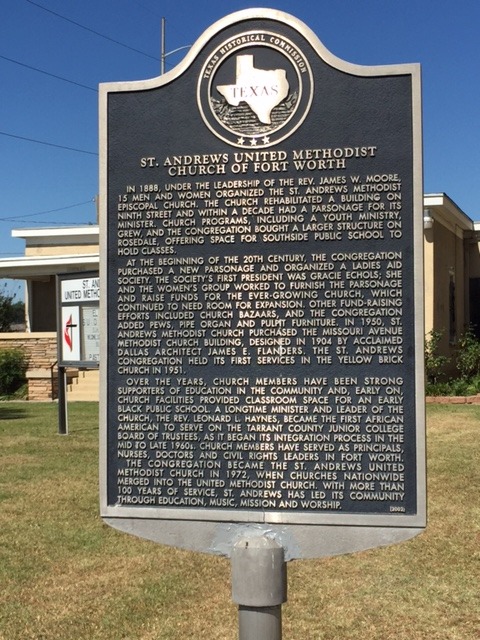 TEXAS HISTORICAL COMMISSION
TEXAS
ST. ANDREWS UNITED METHODIST
CHURCH OF FORT WORTH
IN 1888, UNDER THE LEADERSHIP OF THE REV. JAMES W. MOORE,
15 MEN AND WOMEN ORGANIZED THE ST. ANDREWS METHODIST
EPISCOPAL CHURCH. THE CHURCH REHABILITATED A BUILDING ON
NINTH STREET AND WITHIN A DECADE HAD A PARSONAGE FOR ITS
MINISTER. CHURCH PROGRAMS, INCLUDING A YOUTH MINISTRY,
GREW, AND THE CONGREGATION BOUGHT A LARGER STRUCTURE ON
ROSEDALE, OFFERING SPACE FOR SOUTHSIDE PUBLIC SCHOOL TO
HOLD CLASSES.
AT THE BEGINNING OF THE 20TH CENTURY, THE CONGREGATION
PURCHASED A NEW PARSONAGE AND ORGANIZED A LADIES AID
SOCIETY. THE SOCIETY'S FIRST PRESIDENT WAS GRACIE ECHOLS; SHE
AND THE WOMEN'S GROUP WORKED TO FURNISH THE PARSONAGE
AND RAISE FUNDS FOR THE EVER-GROWING CHURCH, WHICH
CONTINUED TO NEED ROOM FOR EXPANSION. OTHER FUND-RAISING
EFFORTS INCLUDED CHURCH BAZAARS, AND THE CONGREGATION
ADDED PEWS, PIPE ORGAN AND PULPIT FURNITURE. IN 1950, ST.
ANDREWS METHODIST CHURCH PURCHASED THE MISSOURI AVENUE
METHODIST CHURCH BUILDING, DESIGNED IN 1904 BY ACCLAIMED
DALLAS ARCHITECT JAMES E. FLANDERS. THE ST. ANDREWS
CONGREGATION HELD ITS FIRST SERVICES IN THE YELLOW BRICK
CHURCH IN 1951.
OVER THE YEARS, CHURCH MEMBERS HAVE BEEN STRONG
SUPPORTERS OF EDUCATION IN THE COMMUNITY AND, EARLY ON,
CHURCH FACILITIES PROVIDED CLASSROOM SPACE FOR AN EARLY
BLACK PUBLIC SCHOOL. A LONGTIME MINISTER AND LEADER OF THE
CHURCH, THE REV. LEONARD L. HAYNES, BECAME THE FIRST AFRICAN
AMERICAN TO SERVE ON THE TARRANT COUNTY JUNIOR COLLEGE
BOARD OF TRUSTEES, AS IT BEGAN ITS INTEGRATION PROCESS IN THE
MID TO LATE 1960s. CHURCH MEMBERS HAVE SERVED AS PRINCIPALS,
NURSES, DOCTORS AND CIVIL RIGHTS LEADERS IN FORT WORTH.
THE CONGREGATION BECAME THE ST. ANDREWS UNITED
METHODIST CHURCH IN 1972, WHEN CHURCHES NATIONWIDE
MERGED INTO THE UNITED METHODIST CHURCH. WITH MORE THAN
100 YEARS OF SERVICE, ST. ANDREWS HAS LED ITS COMMUNITY
THROUGH EDUCATION, MUSIC, MISSION AND WORSHIP.
(2002)
ST. AN
UNITED METHO